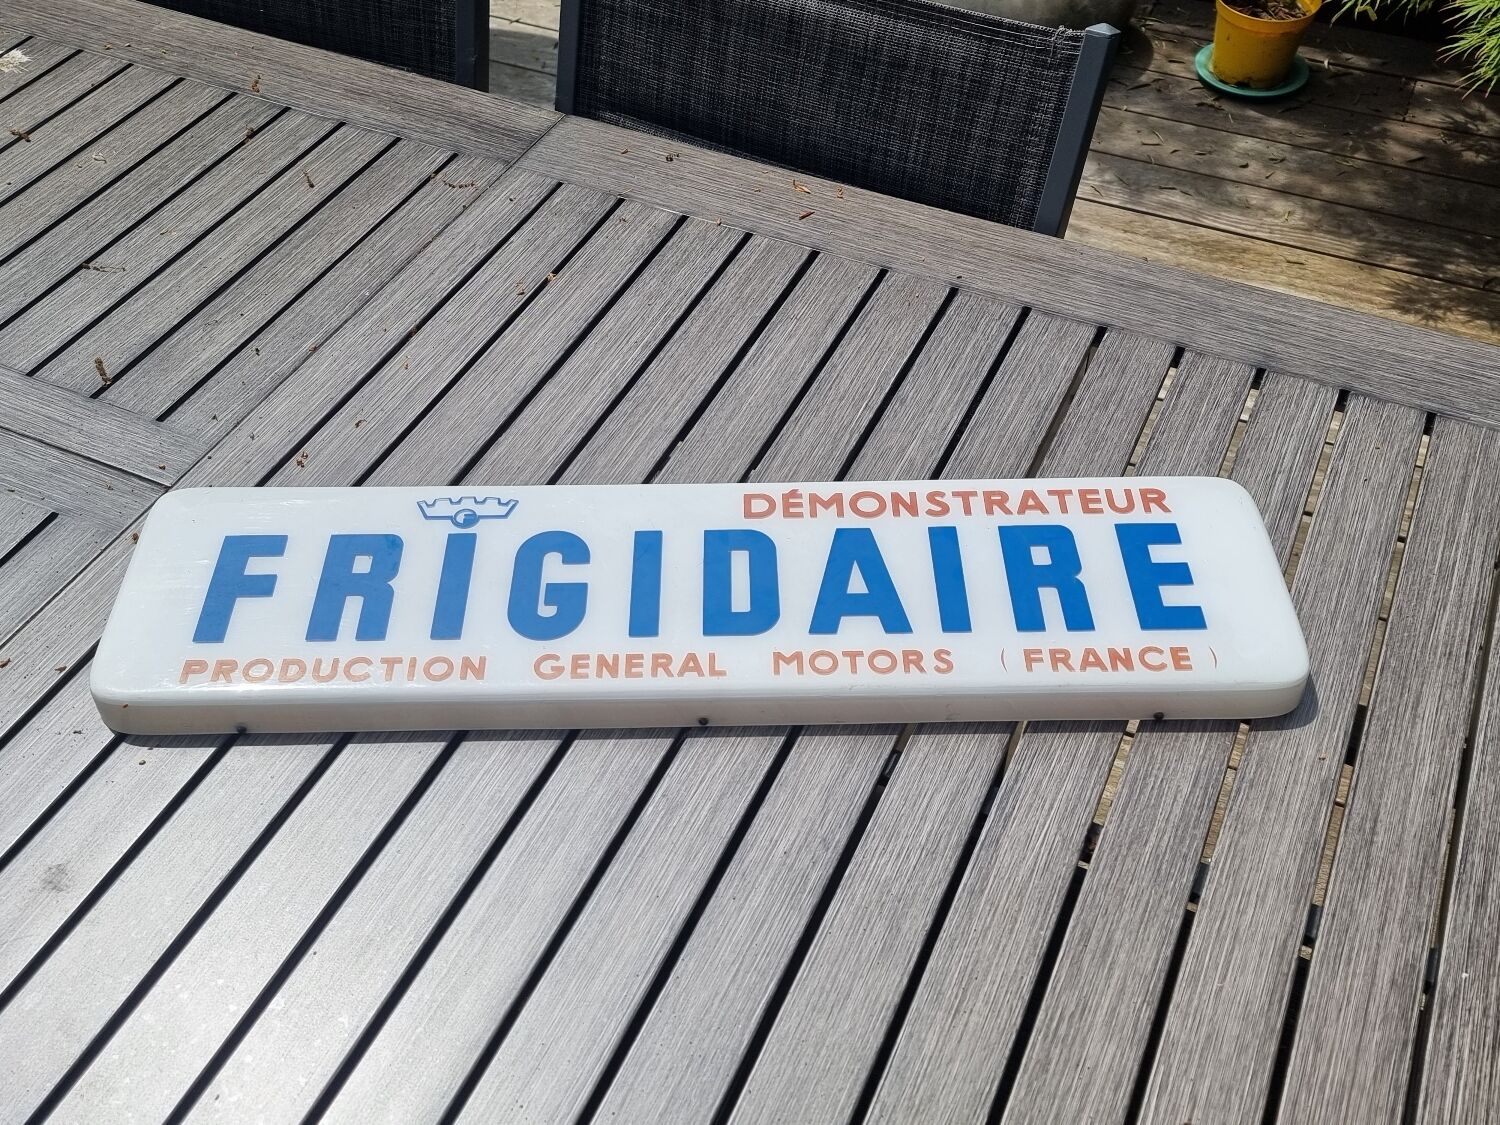 DÉMONSTRATEUR
F
FRIGIDAIRE
PRODUCTION GENERAL MOTORS (FRANCE)